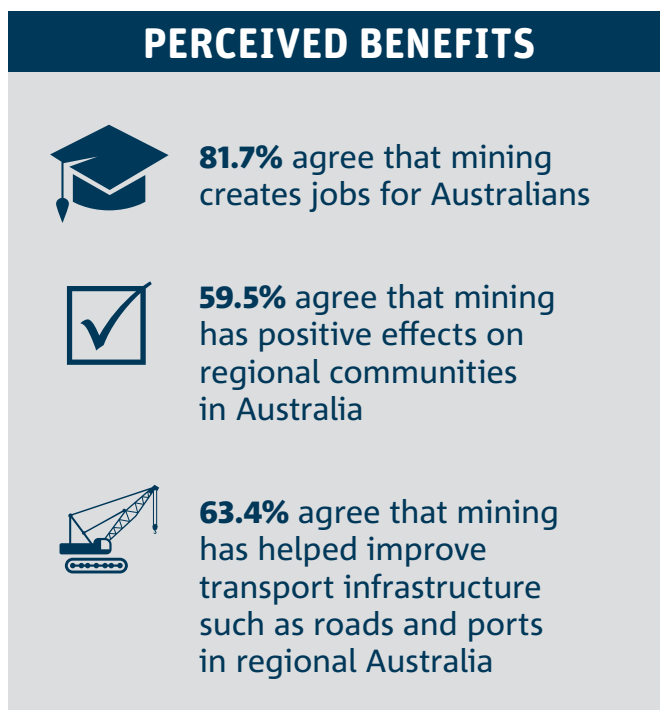 PERCEIVED BENEFITS
81.7% agree that mining
creates jobs for Australians
59.5% agree that mining
has positive effects on
regional communities
in Australia
63.4% agree that mining
has helped improve
transport infrastructure
such as roads and ports
in regional Australia